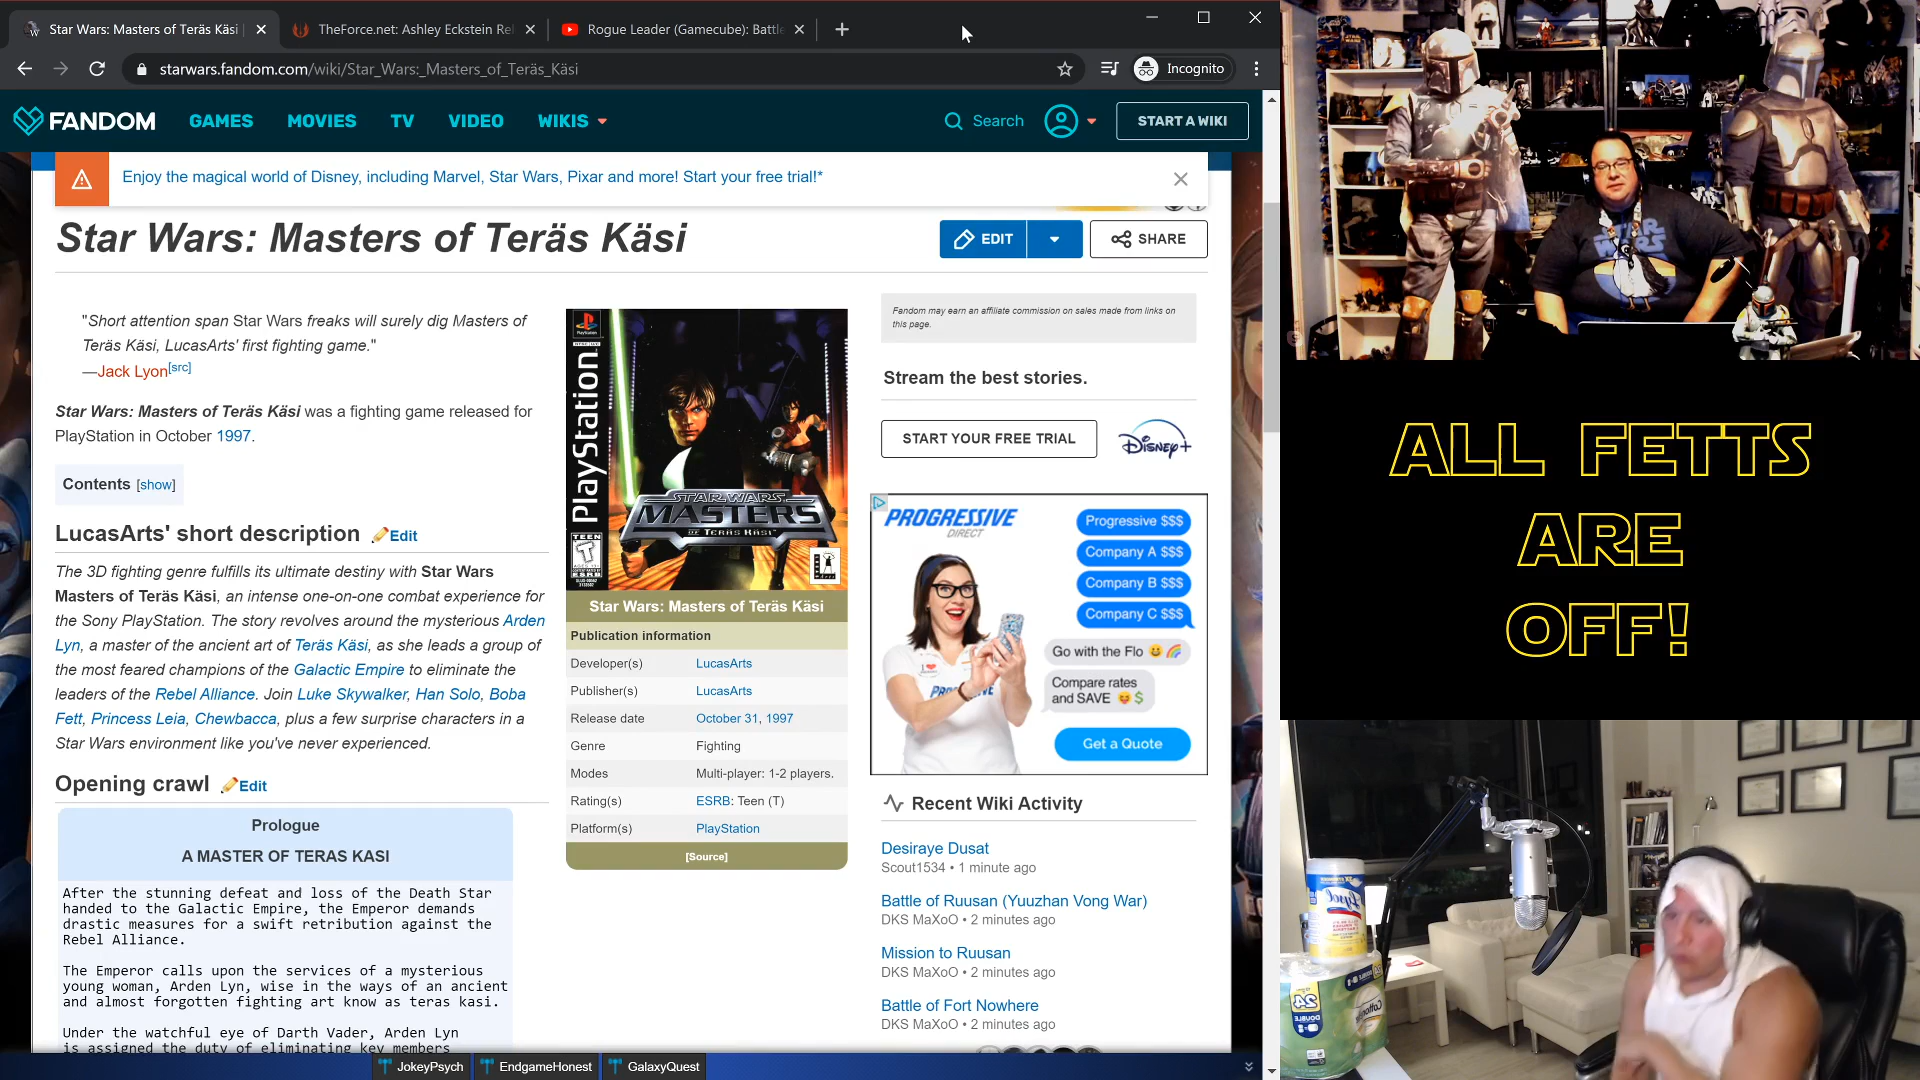 Star Wars: Masters of Teräs Käsi |
TheForce.net: Ashley Eckstein Re
Rogue Leader (Gamecube): Battle
starwars.fandom.com/wiki/Star_Wars:_Masters_of_Teräs_Käsi
Incognito
FANDOM
GAMES
MOVIES
TV
VIDEO
WIKIS
Search
START A WIKI
Enjoy the magical world of Disney, including Marvel, Star Wars, Pixar and more! Start your free trial!*
Star Wars: Masters of Teräs Käsi
EDIT
SHARE
"Short attention span Star Wars freaks will surely dig Masters of
Teräs Käsi, LucasArts' first fighting game."
—Jack Lyon[src]
Star Wars: Masters of Teräs Käsi was a fighting game released for
PlayStation in October 1997.
Contents [show]
LucasArts' short description
Edit
The 3D fighting genre fulfills its ultimate destiny with Star Wars
Masters of Teräs Käsi, an intense one-on-one combat experience for
the Sony PlayStation. The story revolves around the mysterious Arden
Lyn, a master of the ancient art of Teräs Käsi, as she leads a group of
the most feared champions of the Galactic Empire to eliminate the
leaders of the Rebel Alliance. Join Luke Skywalker, Han Solo, Boba
Fett, Princess Leia, Chewbacca, plus a few surprise characters in a
Star Wars environment like you've never experienced.
Opening crawl
Edit
Prologue
A MASTER OF TERAS KASI
After the stunning defeat and loss of the Death Star
handed to the Galactic Empire, the Emperor demands
drastic measures for a swift retribution against the
Rebel Alliance.
The Emperor calls upon the services of a mysterious
young woman, Arden Lyn, wise in the ways of an ancient
and almost forgotten fighting art know as teras kasi.
Under the watchful eye of Darth Vader, Arden Lyn
is assigned the duty of eliminating key members
PlayStation
STAR WARS
MASTERS
OF TERÄS KÄSI
TEEN
T
ESRB
Star Wars: Masters of Teräs Käsi
Publication information
Developer(s)
LucasArts
Publisher(s)
LucasArts
Release date
October 31, 1997
Genre
Fighting
Modes
Multi-player: 1-2 players.
Rating(s)
ESRB: Teen (T)
Platform(s)
PlayStation
[Source]
Fandom may earn an affiliate commission on sales made from links on
this page.
Stream the best stories.
START YOUR FREE TRIAL
Disney+
PROGRESSIVE
DIRECT
Progressive $$$
Company A $$$
Company B $$$
Company C $$$
Go with the Flo
Compare rates
and SAVE
Get a Quote
Recent Wiki Activity
Desiraye Dusat
Scout1534 • 1 minute ago
Battle of Ruusan (Yuuzhan Vong War)
DKS MaXoO • 2 minutes ago
Mission to Ruusan
DKS MaXoO • 2 minutes ago
Battle of Fort Nowhere
DKS MaXoO • 2 minutes ago
JokeyPsych
EndgameHonest
GalaxyQuest
STAR
WARS
ALL FETTS
ARE
OFF!
Lysol
24
DOUBLE
Cottonelle